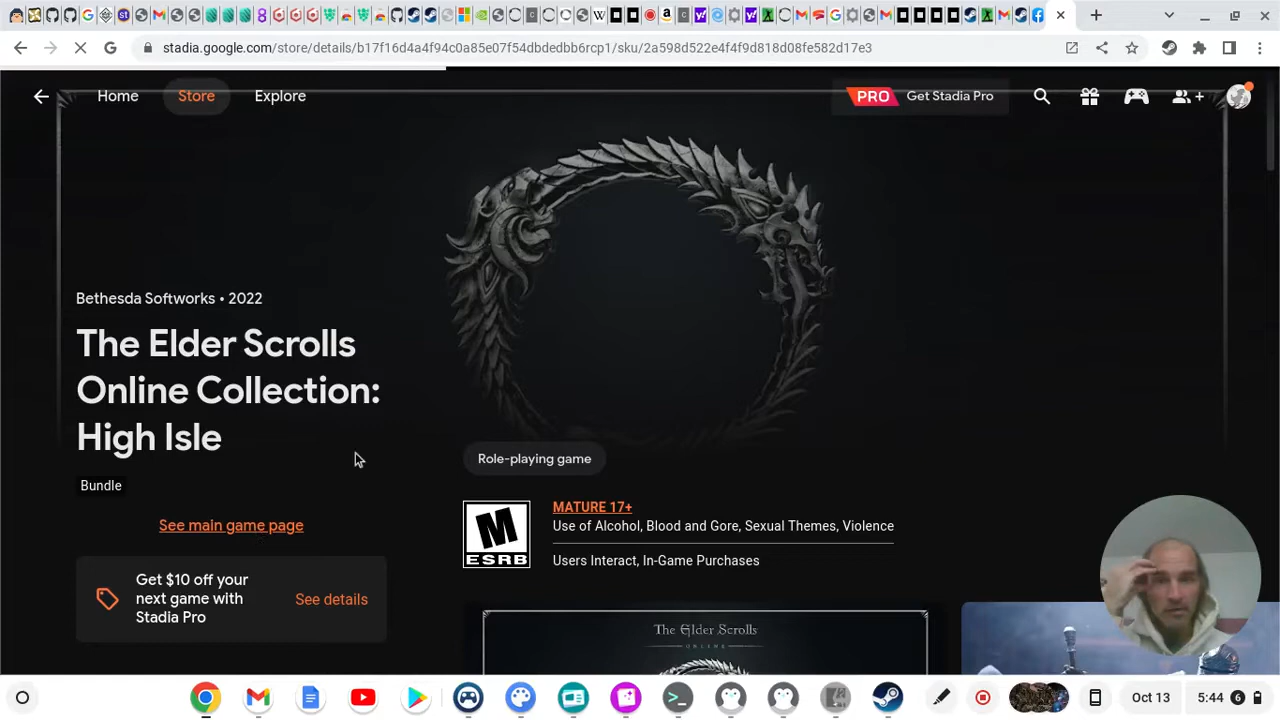 stadia.google.com/store/details/b17f16d4a4f94c0a85e07f54dbdedbb6rcp1/sku/2a598d522e4f4f9d818d08fe582d17e3
Home
Store
Explore
PRO
Get Stadia Pro
Bethesda Softworks • 2022
The Elder Scrolls
Online Collection:
High Isle
Bundle
See main game page
Get $10 off your
next game with
Stadia Pro
See details
Role-playing game
M
ESRB
MATURE 17+
Use of Alcohol, Blood and Gore, Sexual Themes, Violence
Users Interact, In-Game Purchases
The Elder Scrolls
ONLINE
Oct 13
5:44
6